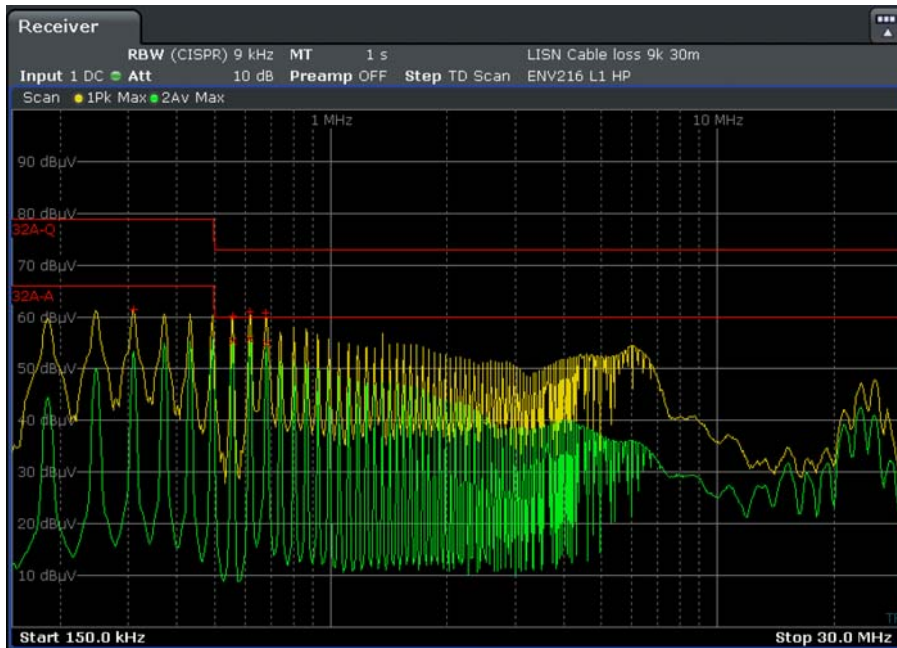 Receiver
RBW (CISPR) 9 kHz MT 1 s LISN Cable loss 9k 30m
Input 1 DC Att 10 dB Preamp OFF Step TD Scan ENV216 L1 HP
Scan 1Pk Max 2Av Max
1 MHz 10 MHz
90 dBµV
80 dBµV
32A-Q
70 dBµV
32A-A
60 dBµV
50 dBµV
40 dBµV
30 dBµV
20 dBµV
10 dBµV
Start 150.0 kHz Stop 30.0 MHz